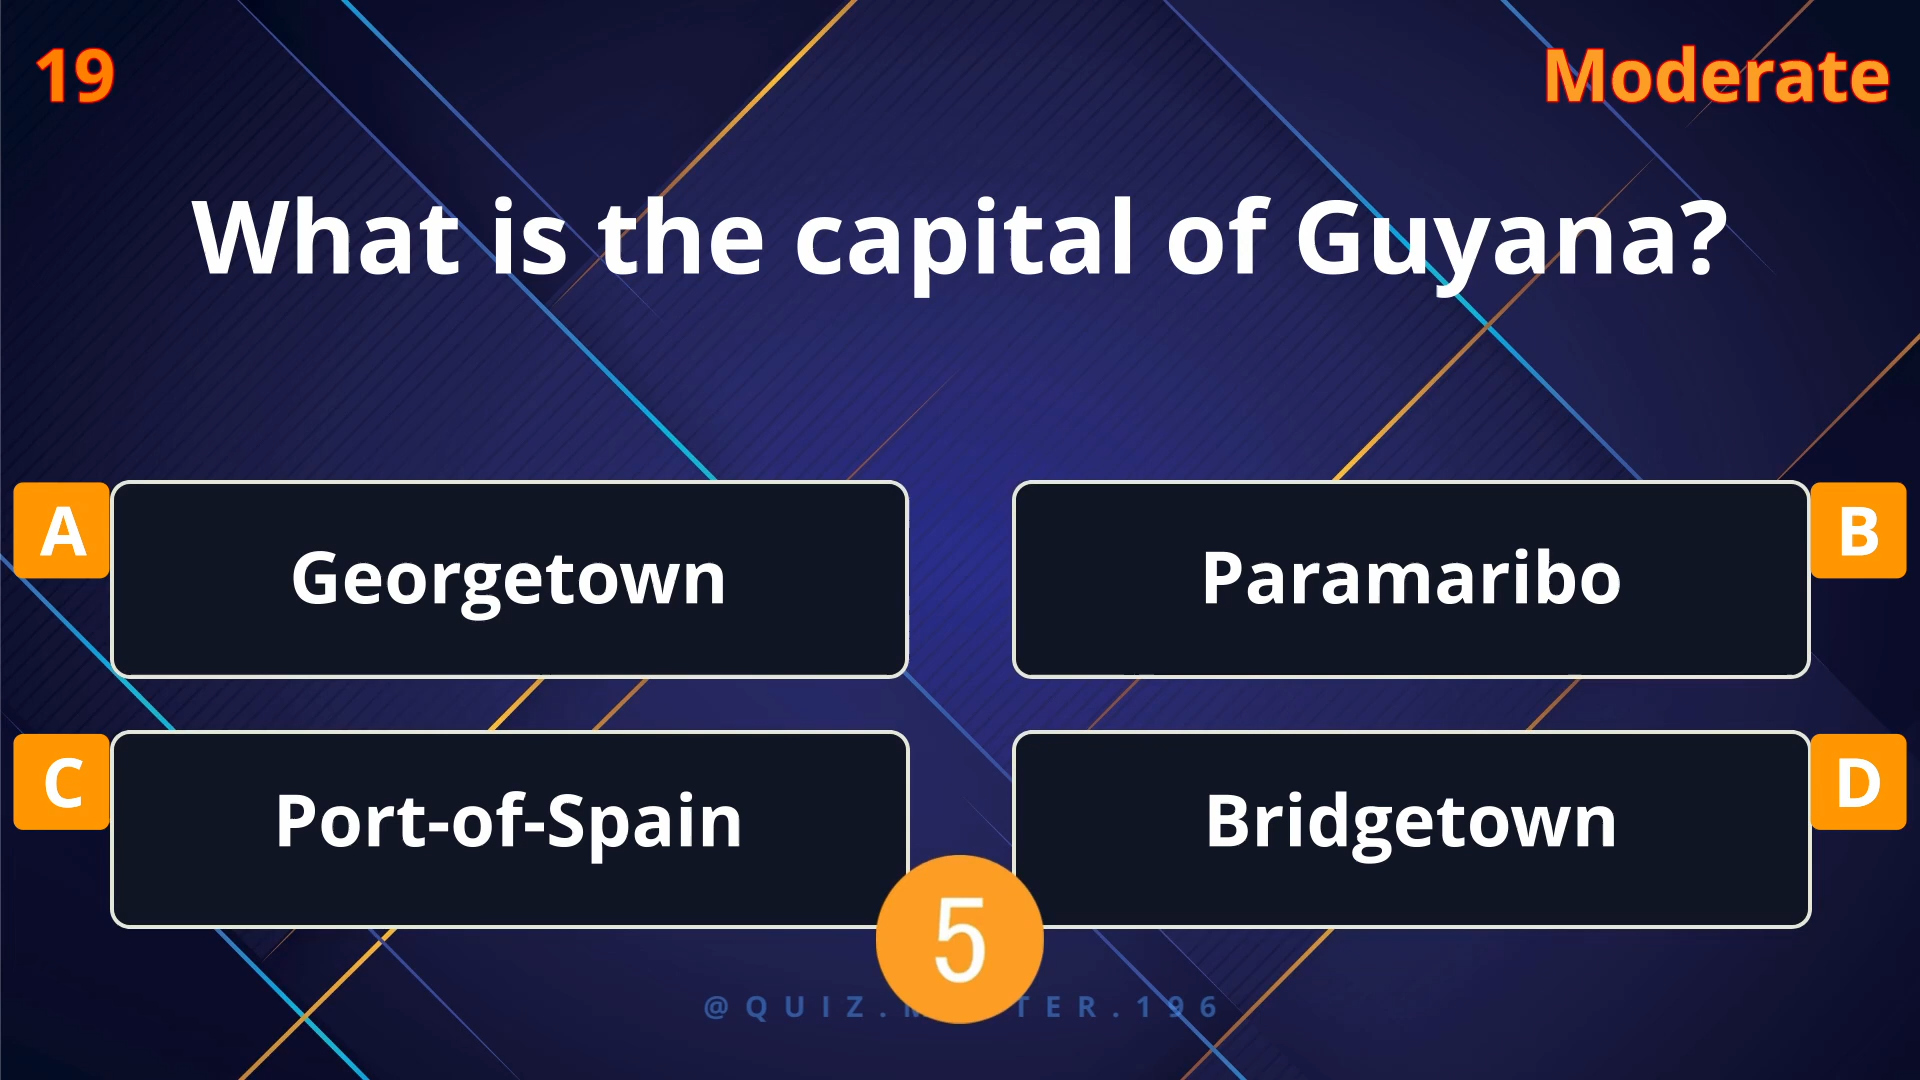 19
Moderate
What is the capital of Guyana?
A
Georgetown
Paramaribo
B
C
Port-of-Spain
Bridgetown
D
5